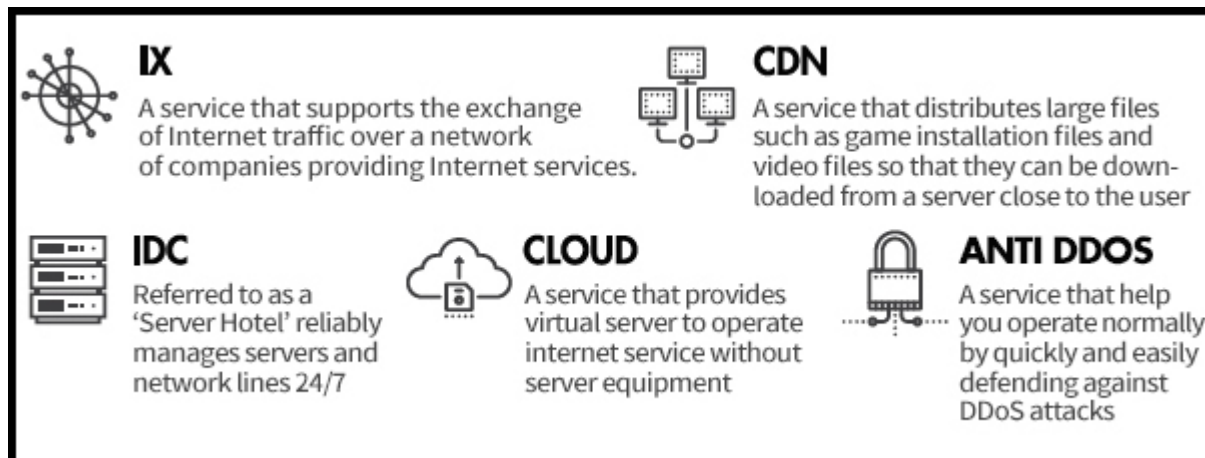 IX
A service that supports the exchange
of Internet traffic over a network
of companies providing Internet services.
CDN
A service that distributes large files
such as game installation files and
video files so that they can be down-
loaded from a server close to the user
IDC
Referred to as a
‘Server Hotel’ reliably
manages servers and
network lines 24/7
CLOUD
A service that provides
virtual server to operate
internet service without
server equipment
ANTI DDOS
A service that help
you operate normally
by quickly and easily
defending against
DDoS attacks